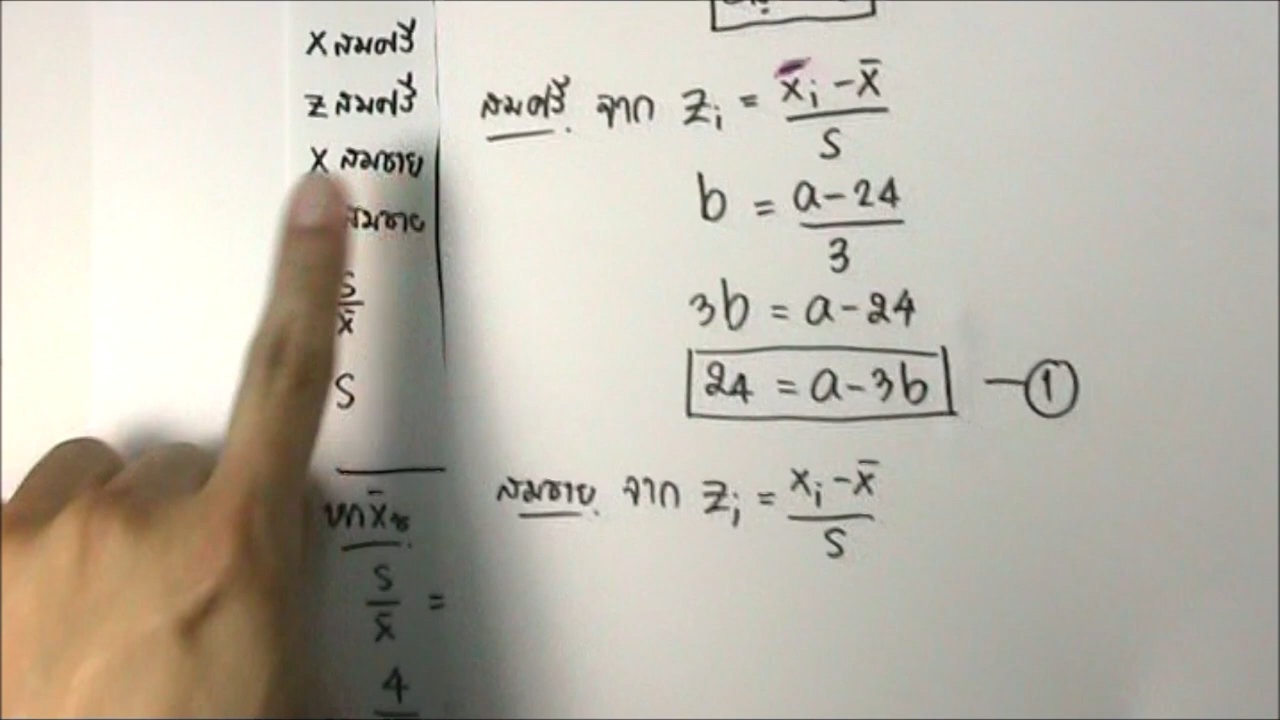 X สมศรี
Z สมศรี
X สมชาย
สมชาย
S
x̄
S
สมศรี จาก Zᵢ = xᵢ - x̄
S
b = a - 24
3
3b = a - 24
24 = a - 3b — ①
สมชาย จาก Zᵢ = xᵢ - x̄
S
S
x̄ =
4